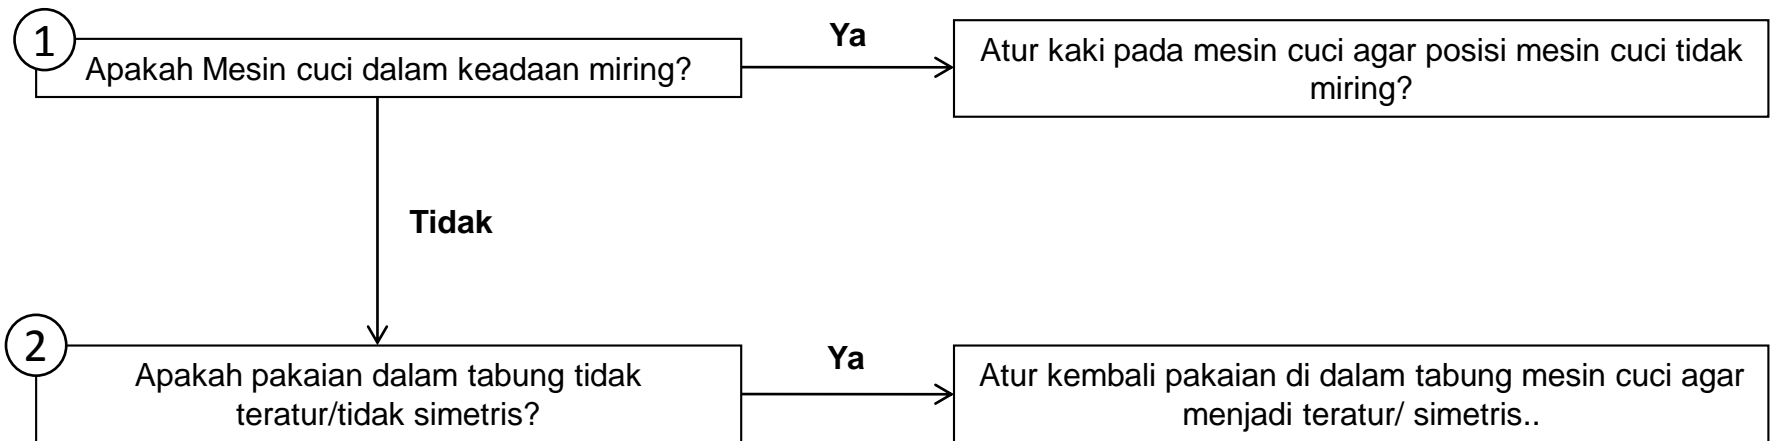 1
Apakah Mesin cuci dalam keadaan miring?
Ya
Atur kaki pada mesin cuci agar posisi mesin cuci tidak
miring?
Tidak
2
Apakah pakaian dalam tabung tidak
teratur/tidak simetris?
Ya
Atur kembali pakaian di dalam tabung mesin cuci agar
menjadi teratur/ simetris..